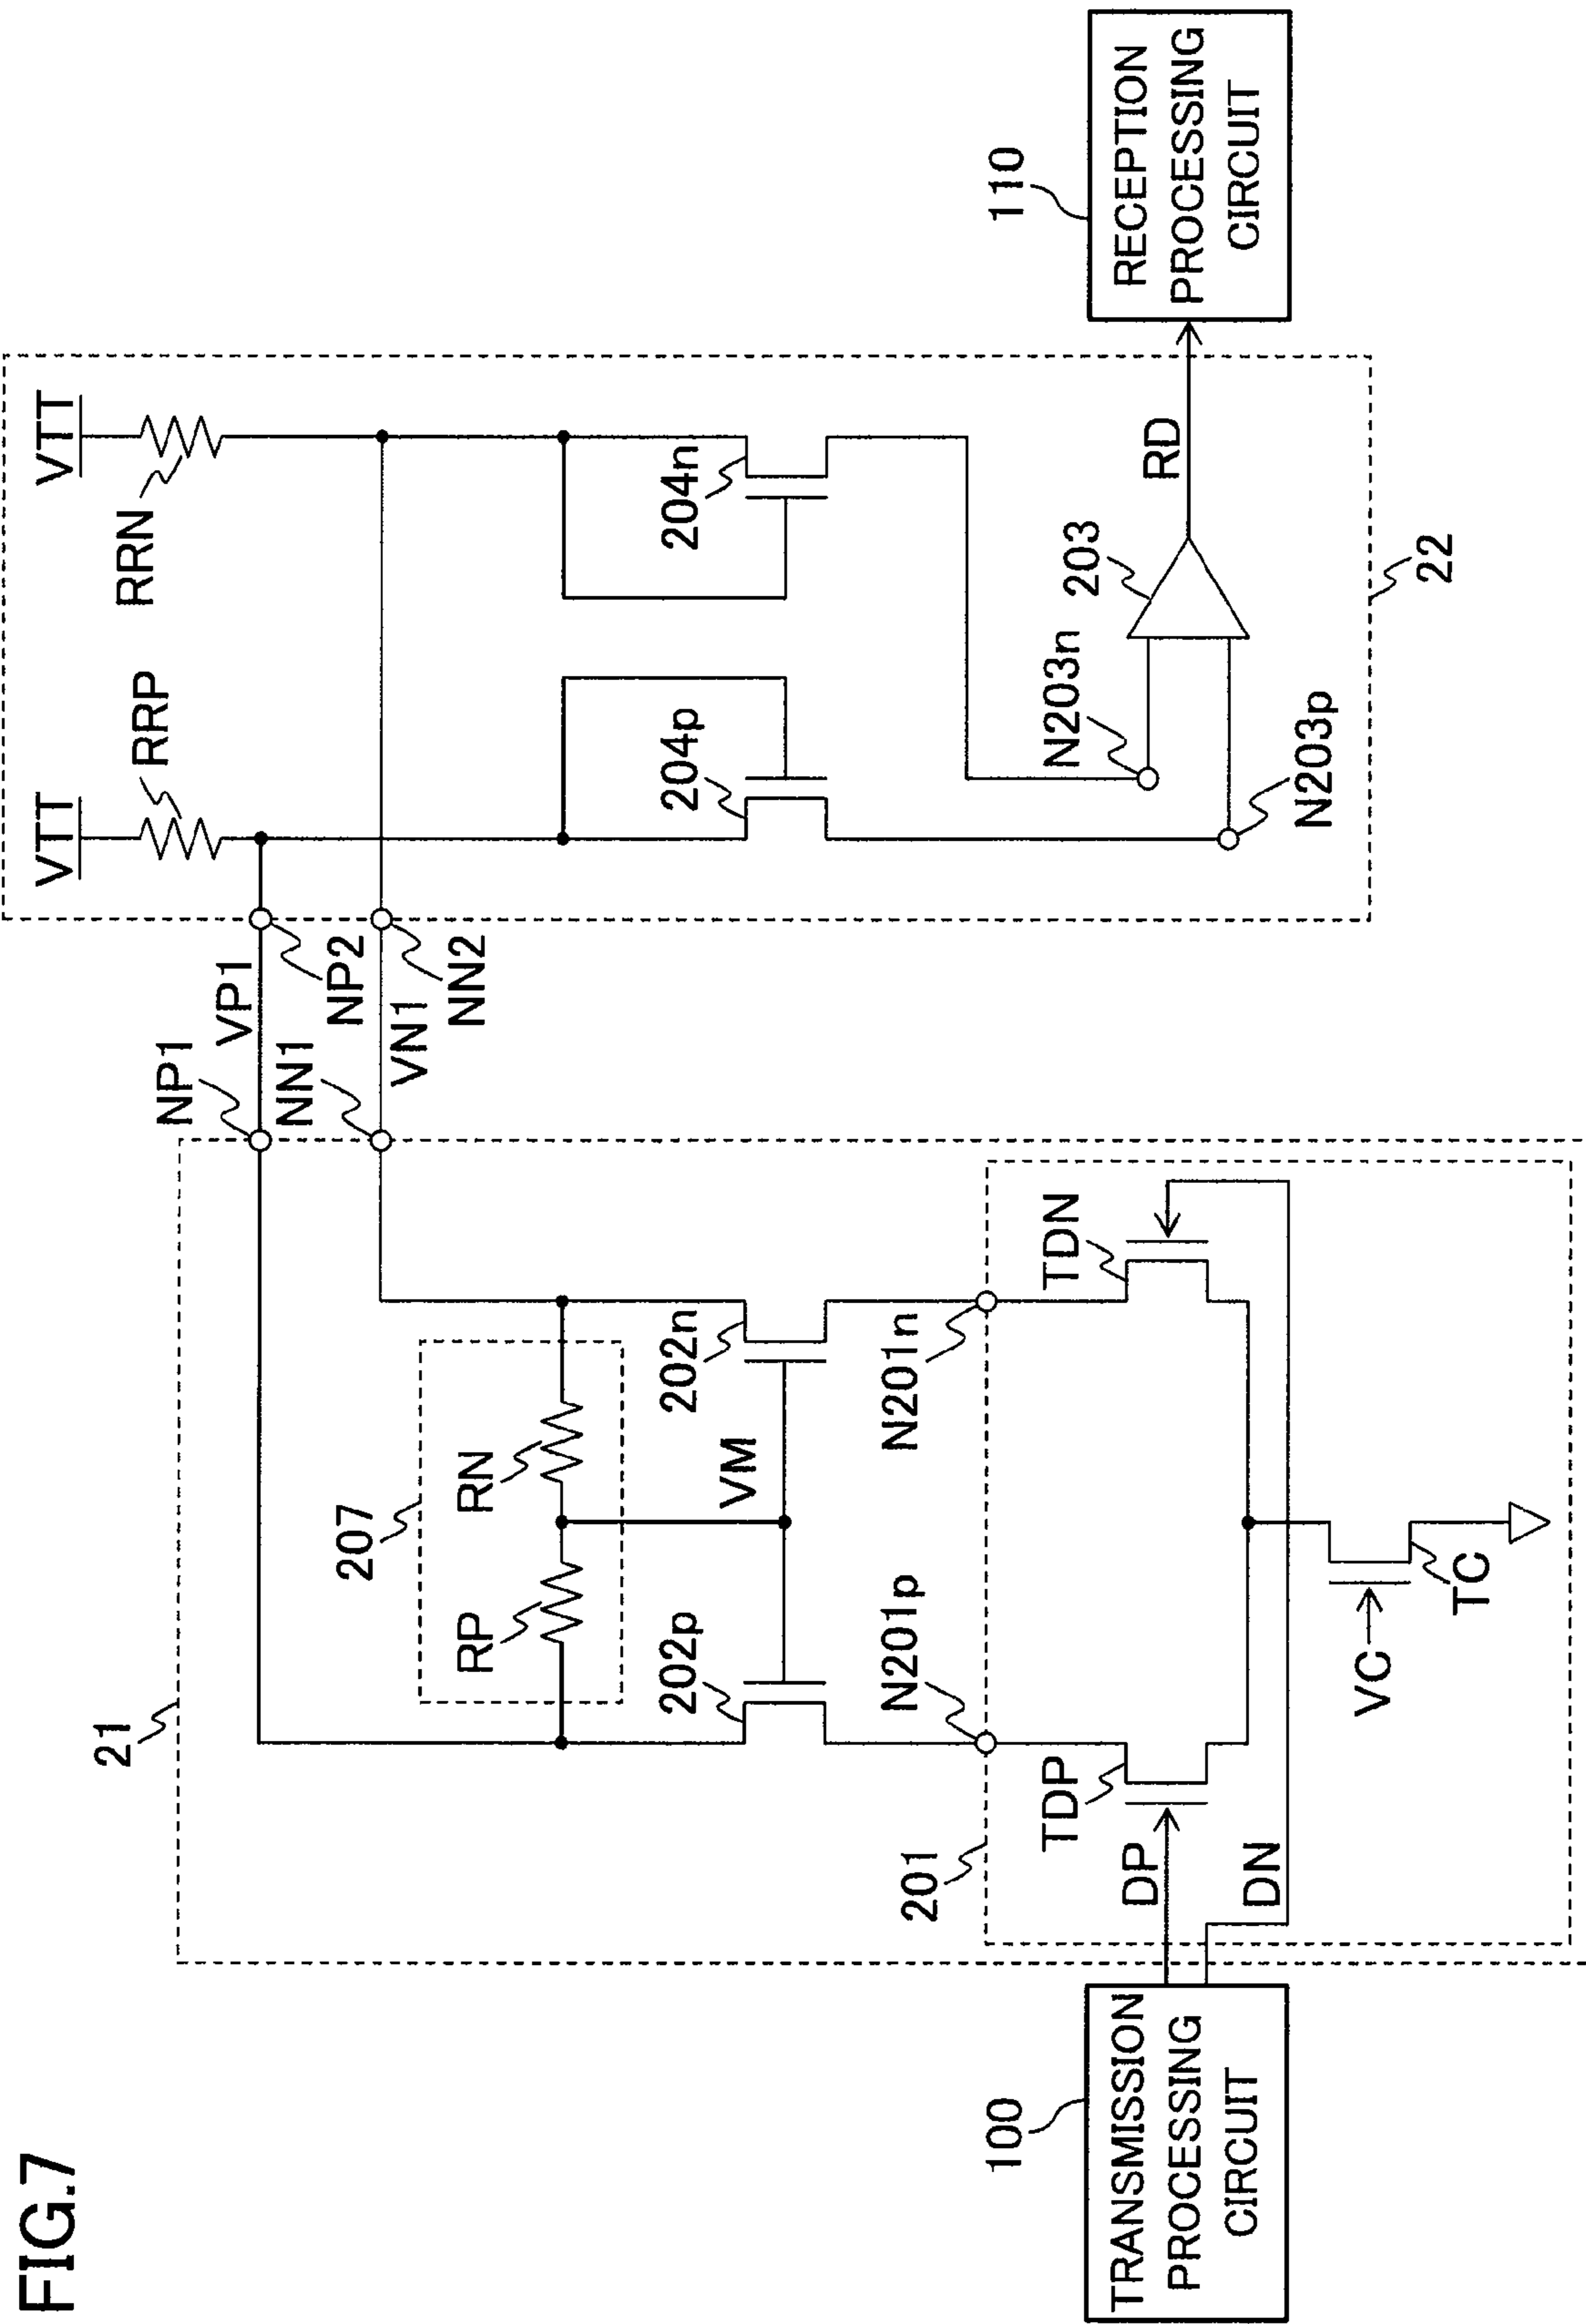 FIG.7
100
TRANSMISSION
PROCESSING
CIRCUIT
21
201
DP
DN
207
RP
RN
VM
202p
202n
N201p
N201n
TDP
TDN
VC
TC
NP1
NN1
VP1
VN1
NP2
NN2
VTT
RRP
VTT
RRN
204p
204n
N203n
N203p
203
RD
22
110
RECEPTION
PROCESSING
CIRCUIT